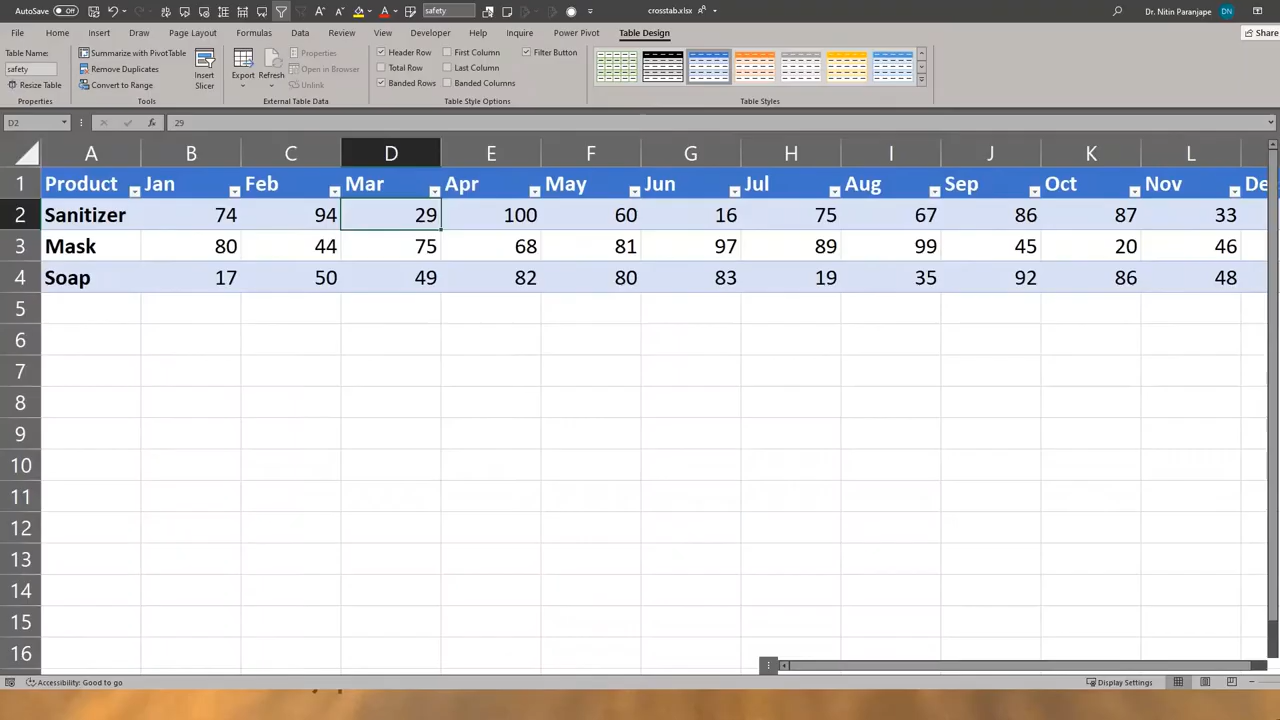 AutoSave Off safety crosstab.xlsx Dr. Nitin Paranjape DN
File Home Insert Draw Page Layout Formulas Data Review View Developer Help Inquire Power Pivot Table Design Share
Table Name: Summarize with PivotTable Properties Header Row First Column Filter Button
safety Remove Duplicates Insert Slicer Export Refresh Open in Browser Total Row Last Column
Resize Table Convert to Range Unlink Banded Rows Banded Columns
Properties Tools External Table Data Table Style Options Table Styles
D2 fx 29
A B C D E F G H I J K L
1 Product Jan Feb Mar Apr May Jun Jul Aug Sep Oct Nov De
2 Sanitizer 74 94 29 100 60 16 75 67 86 87 33
3 Mask 80 44 75 68 81 97 89 99 45 20 46
4 Soap 17 50 49 82 80 83 19 35 92 86 48
5
6
7
8
9
10
11
12
13
14
15
16
Accessibility: Good to go Display Settings